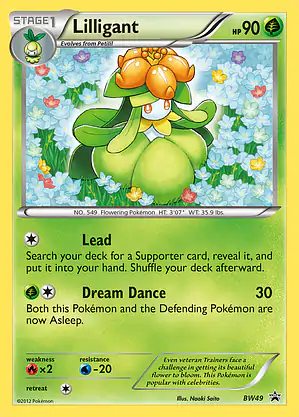 STAGE1
Lilligant
HP 90
Evolves from Petilil
NO. 549 Flowering Pokémon HT: 3'07" WT: 35.9 lbs.
Lead
Search your deck for a Supporter card, reveal it, and
put it into your hand. Shuffle your deck afterward.
Dream Dance 30
Both this Pokémon and the Defending Pokémon are
now Asleep.
weakness
×2
resistance
-20
retreat
Even veteran Trainers face a
challenge in getting its beautiful
flower to bloom. This Pokémon is
popular with celebrities.
Illus. Naoki Saito
©2012 Pokémon
BW49
PROMO